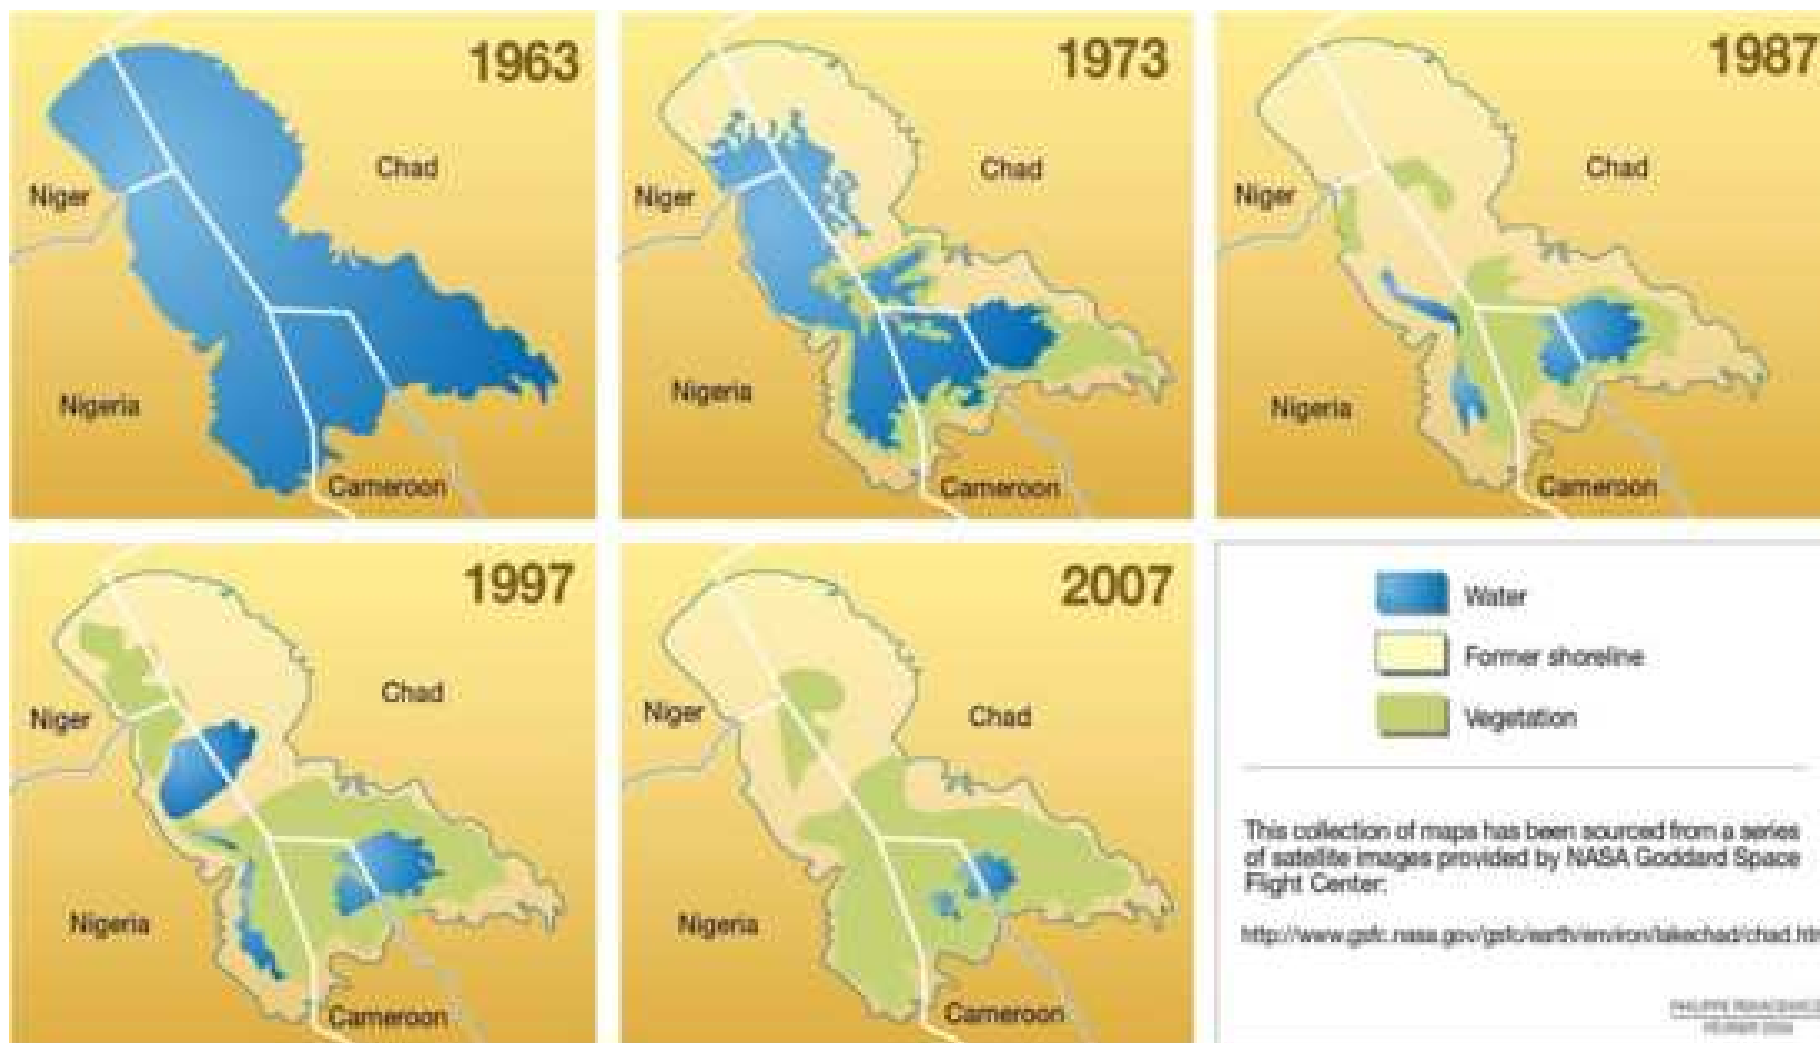 1963
Chad
Niger
Nigeria
Cameroon
1973
Chad
Niger
Nigeria
Cameroon
1987
Chad
Niger
Nigeria
Cameroon
1997
Chad
Niger
Nigeria
Cameroon
2007
Chad
Niger
Nigeria
Cameroon
Water
Former shoreline
Vegetation
This collection of maps has been sourced from a series
of satellite images provided by NASA Goddard Space
Flight Center:
http://www.gsfc.nasa.gov/gsfc/earth/environ/lakechad/chad.htm